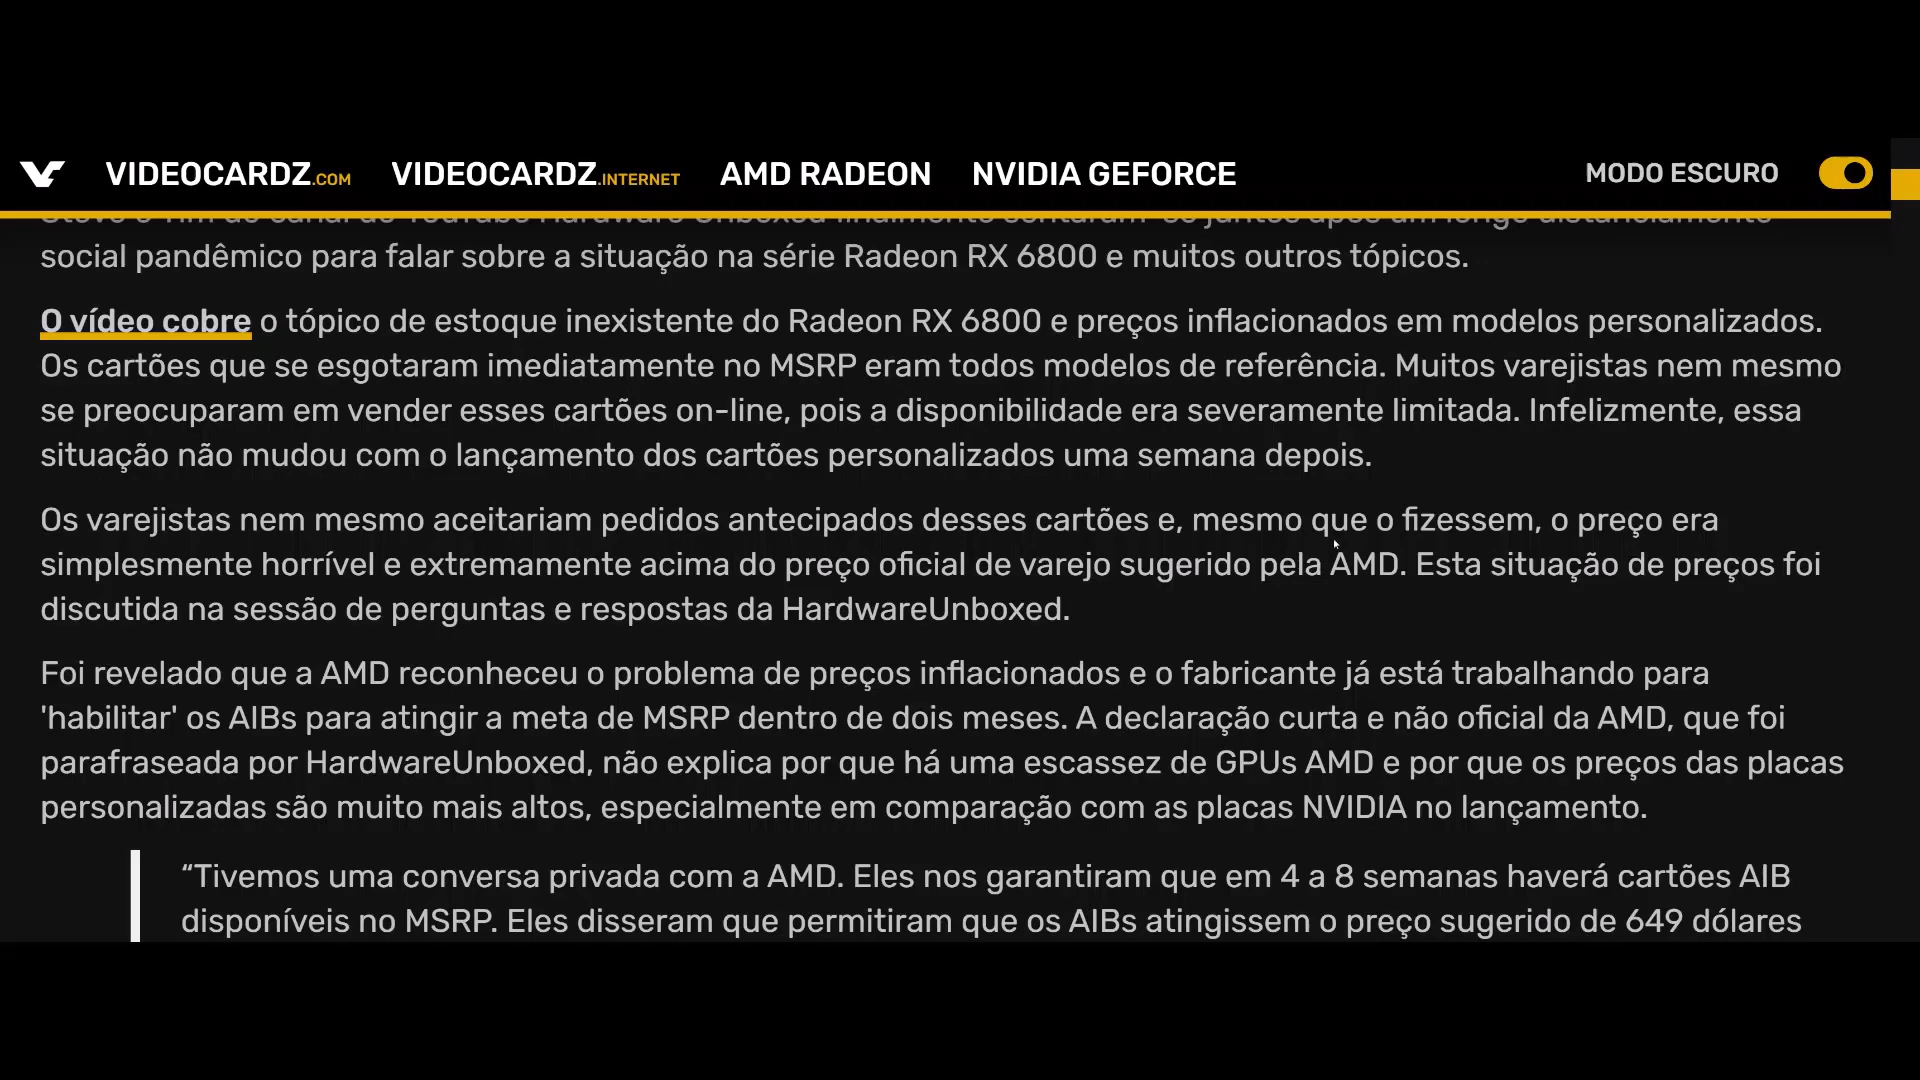 VIDEOCARDZ.COM VIDEOCARDZ.INTERNET AMD RADEON NVIDIA GEFORCE MODO ESCURO
social pandêmico para falar sobre a situação na série Radeon RX 6800 e muitos outros tópicos.
O vídeo cobre o tópico de estoque inexistente do Radeon RX 6800 e preços inflacionados em modelos personalizados.
Os cartões que se esgotaram imediatamente no MSRP eram todos modelos de referência. Muitos varejistas nem mesmo
se preocuparam em vender esses cartões on-line, pois a disponibilidade era severamente limitada. Infelizmente, essa
situação não mudou com o lançamento dos cartões personalizados uma semana depois.
Os varejistas nem mesmo aceitariam pedidos antecipados desses cartões e, mesmo que o fizessem, o preço era
simplesmente horrível e extremamente acima do preço oficial de varejo sugerido pela AMD. Esta situação de preços foi
discutida na sessão de perguntas e respostas da HardwareUnboxed.
Foi revelado que a AMD reconheceu o problema de preços inflacionados e o fabricante já está trabalhando para
'habilitar' os AIBs para atingir a meta de MSRP dentro de dois meses. A declaração curta e não oficial da AMD, que foi
parafraseada por HardwareUnboxed, não explica por que há uma escassez de GPUs AMD e por que os preços das placas
personalizadas são muito mais altos, especialmente em comparação com as placas NVIDIA no lançamento.
“Tivemos uma conversa privada com a AMD. Eles nos garantiram que em 4 a 8 semanas haverá cartões AIB
disponíveis no MSRP. Eles disseram que permitiram que os AIBs atingissem o preço sugerido de 649 dólares